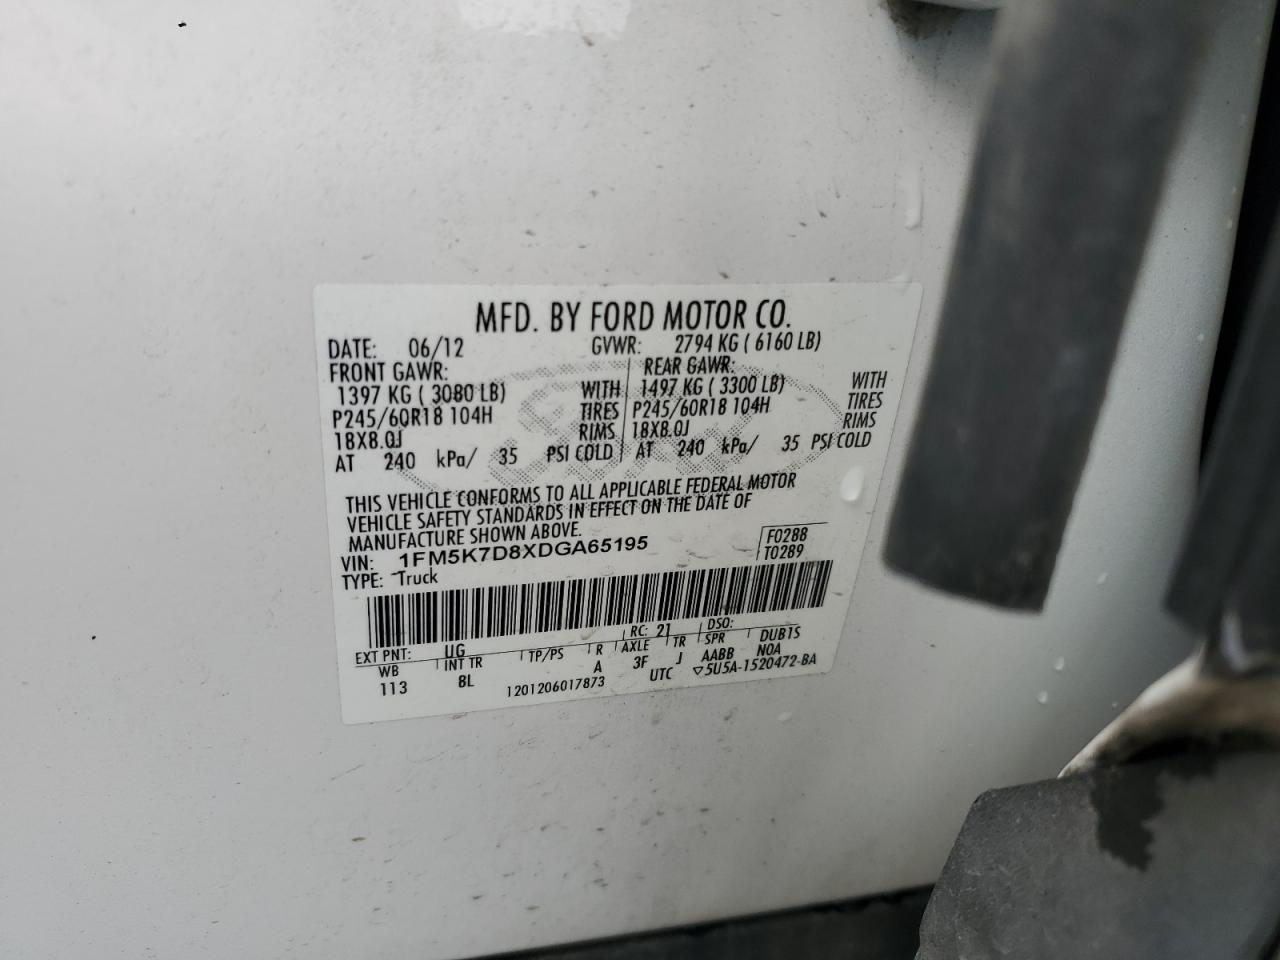 MFD. BY FORD MOTOR CO.
DATE: 06/12 GVWR: 2794 KG ( 6160 LB)
FRONT GAWR: REAR GAWR:
1397 KG ( 3080 LB) WITH 1497 KG ( 3300 LB) WITH
P245/60R18 104H TIRES P245/60R18 104H TIRES
18X8.0J RIMS 18X8.0J RIMS
AT 240 kPa/ 35 PSI COLD AT 240 kPa/ 35 PSI COLD
THIS VEHICLE CONFORMS TO ALL APPLICABLE FEDERAL MOTOR
VEHICLE SAFETY STANDARDS IN EFFECT ON THE DATE OF
MANUFACTURE SHOWN ABOVE.
VIN: 1FM5K7D8XDGA65195 F0288
TYPE: Truck T0289
EXT PNT: UG RC: 21 DSO:
WB INT TR TP/PS R AXLE TR SPR DUB1S
113 8L A 3F J AABB NOA
1201206017873 UTC ▽5U5A-1520472-BA